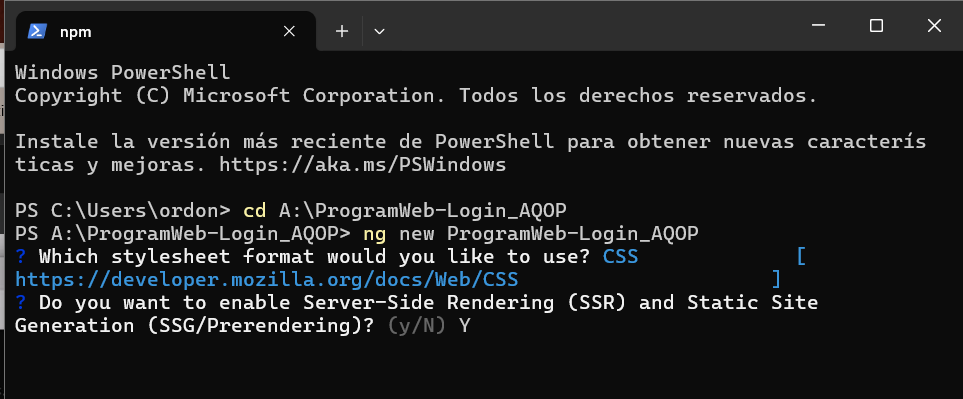 npm
Windows PowerShell
Copyright (C) Microsoft Corporation. Todos los derechos reservados.
Instale la versión más reciente de PowerShell para obtener nuevas caracterís
ticas y mejoras. https://aka.ms/PSWindows
PS C:\Users\ordon> cd A:\ProgramWeb-Login_AQOP
PS A:\ProgramWeb-Login_AQOP> ng new ProgramWeb-Login_AQOP
? Which stylesheet format would you like to use? CSS [
https://developer.mozilla.org/docs/Web/CSS ]
? Do you want to enable Server-Side Rendering (SSR) and Static Site
Generation (SSG/Prerendering)? (y/N) Y